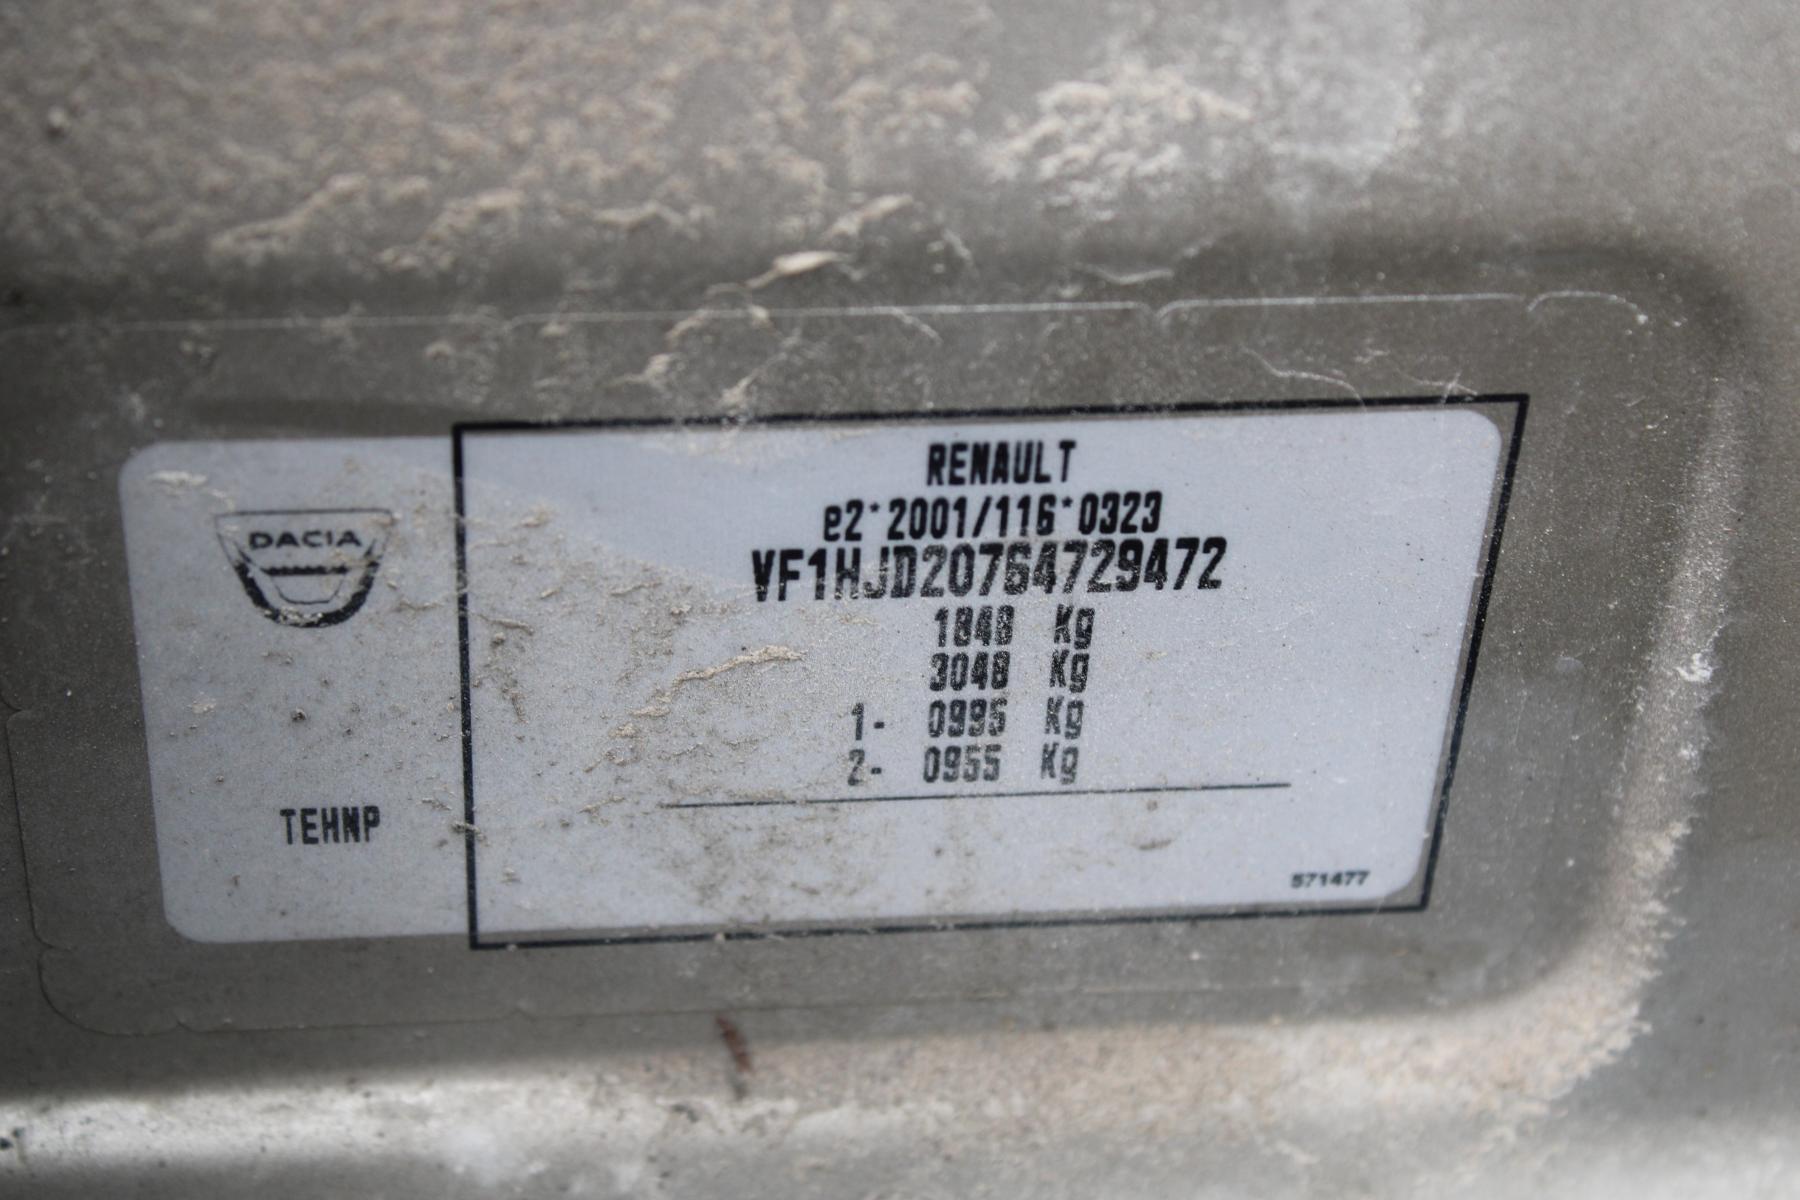 RENAULT
e2*2001/116*0323
VF1HJD20764729472
1848 Kg
3048 Kg
1- 0995 Kg
2- 0955 Kg
DACIA
TEHNP
571477